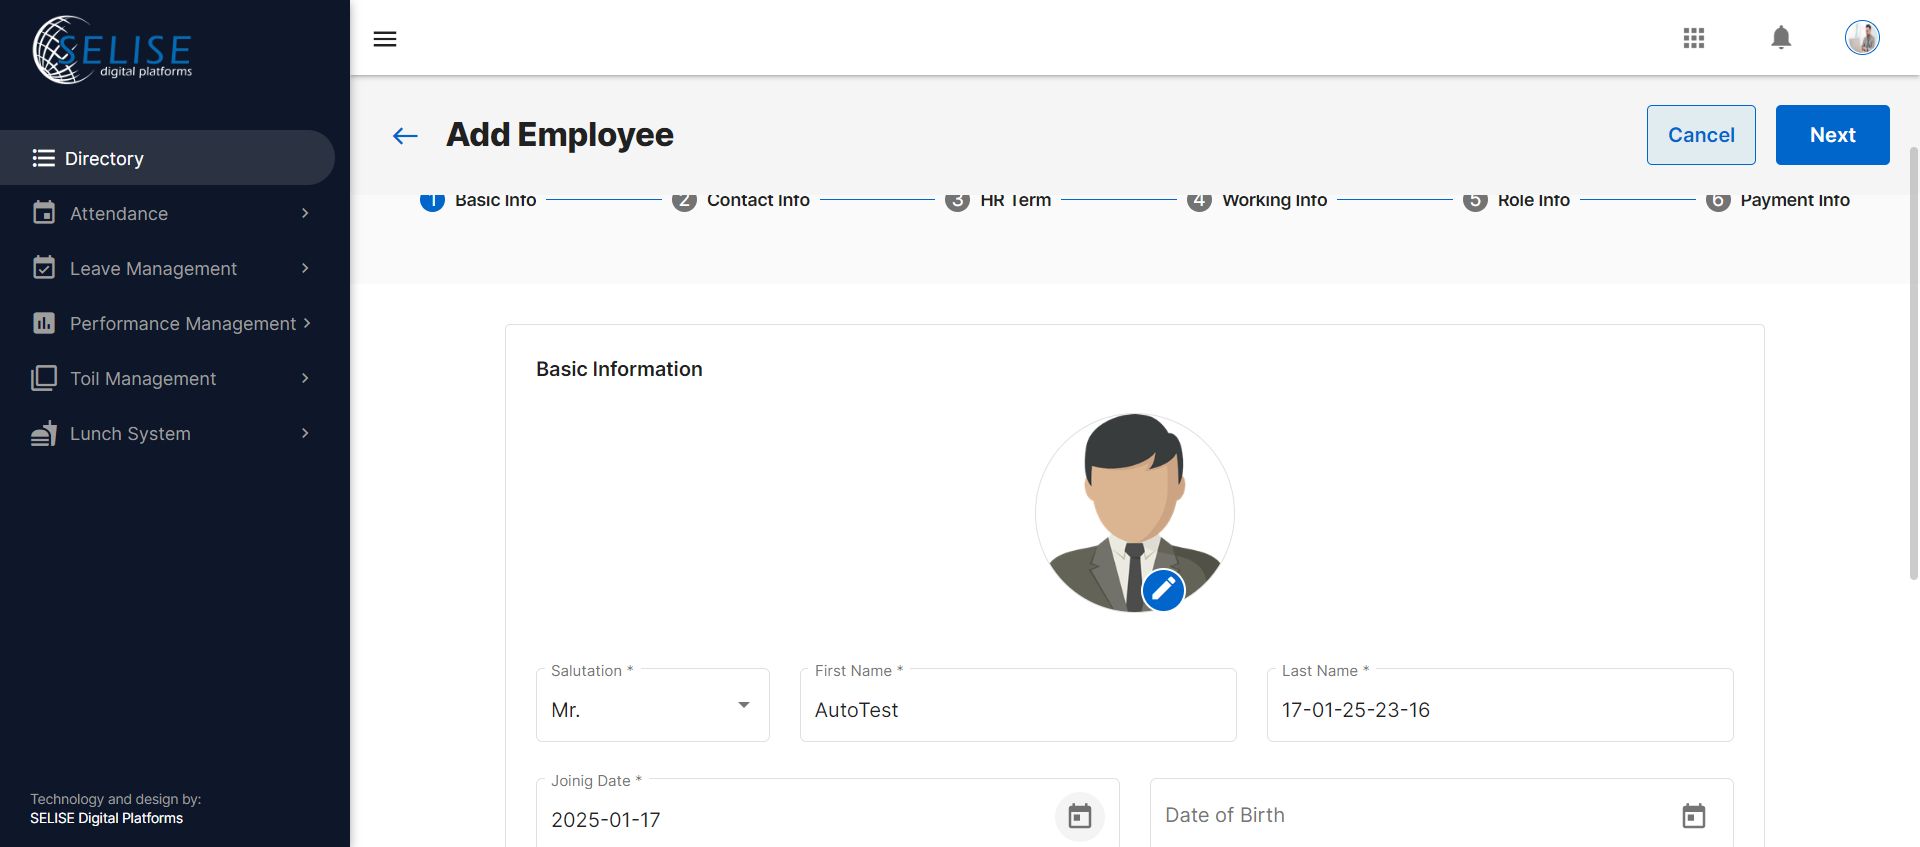 SELISE
digital platforms
Directory
Attendance
Leave Management
Performance Management
Toil Management
Lunch System
Technology and design by:
SELISE Digital Platforms
Add Employee
Cancel
Next
1 Basic Info
2 Contact Info
3 HR Term
4 Working Info
5 Role Info
6 Payment Info
Basic Information
Salutation *
Mr.
First Name *
AutoTest
Last Name *
17-01-25-23-16
Joinig Date *
2025-01-17
Date of Birth